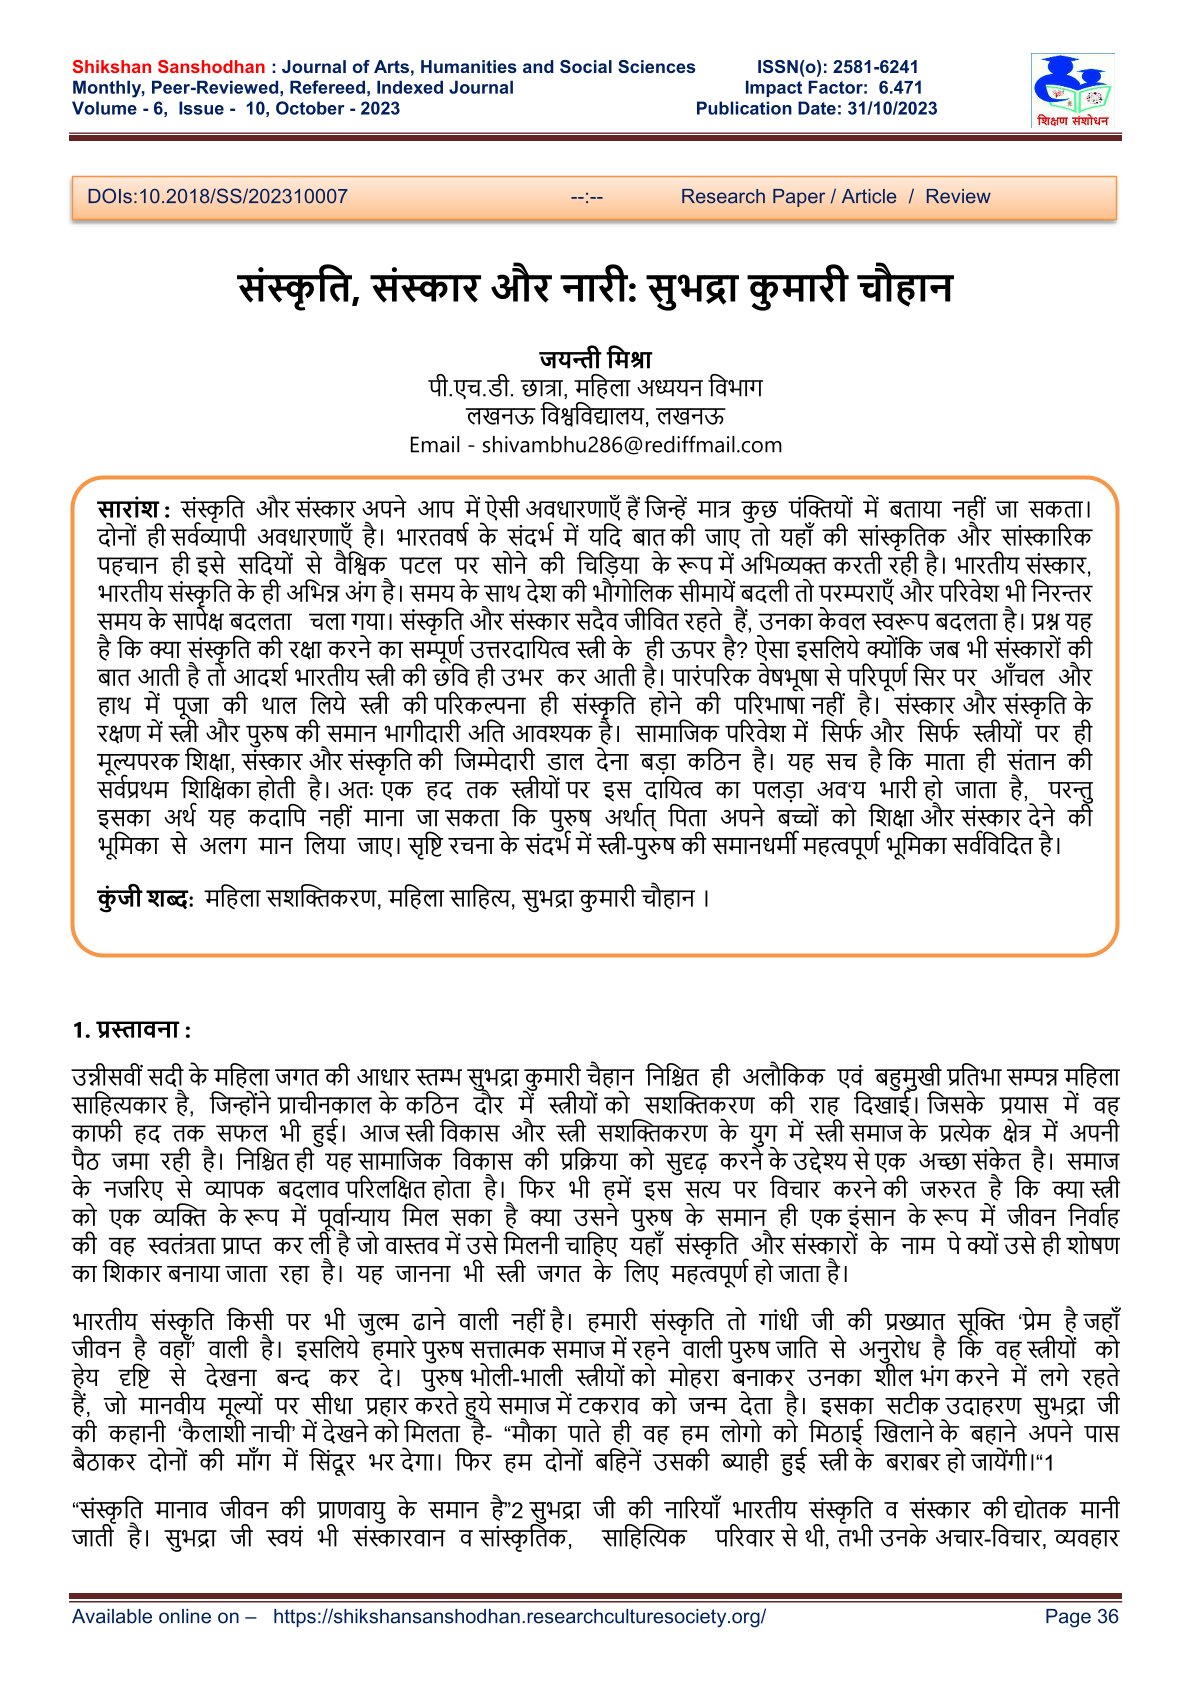 Shikshan Sanshodhan : Journal of Arts, Humanities and Social Sciences ISSN(o): 2581-6241
Monthly, Peer-Reviewed, Refereed, Indexed Journal Impact Factor: 6.471
Volume - 6, Issue - 10, October - 2023 Publication Date: 31/10/2023
शिक्षण संशोधन
DOIs:10.2018/SS/202310007 --:-- Research Paper / Article / Review
संस्कृति, संस्कार और नारी: सुभद्रा कुमारी चौहान
जयन्ती मिश्रा
पी.एच.डी. छात्रा, महिला अध्ययन विभाग
लखनऊ विश्वविद्यालय, लखनऊ
Email - shivambhu286@rediffmail.com
सारांश : संस्कृति और संस्कार अपने आप में ऐसी अवधारणाएँ हैं जिन्हें मात्र कुछ पंक्तियों में बताया नहीं जा सकता।
दोनों ही सर्वव्यापी अवधारणाएँ है। भारतवर्ष के संदर्भ में यदि बात की जाए तो यहाँ की सांस्कृतिक और सांस्कारिक
पहचान ही इसे सदियों से वैश्विक पटल पर सोने की चिड़िया के रूप में अभिव्यक्त करती रही है। भारतीय संस्कार,
भारतीय संस्कृति के ही अभिन्न अंग है। समय के साथ देश की भौगोलिक सीमायें बदली तो परम्पराएँ और परिवेश भी निरन्तर
समय के सापेक्ष बदलता चला गया। संस्कृति और संस्कार सदैव जीवित रहते हैं, उनका केवल स्वरूप बदलता है। प्रश्न यह
है कि क्या संस्कृति की रक्षा करने का सम्पूर्ण उत्तरदायित्व स्त्री के ही ऊपर है? ऐसा इसलिये क्योंकि जब भी संस्कारों की
बात आती है तो आदर्श भारतीय स्त्री की छवि ही उभर कर आती है। पारंपरिक वेषभूषा से परिपूर्ण सिर पर आँचल और
हाथ में पूजा की थाल लिये स्त्री की परिकल्पना ही संस्कृति होने की परिभाषा नहीं है। संस्कार और संस्कृति के
रक्षण में स्त्री और पुरुष की समान भागीदारी अति आवश्यक है। सामाजिक परिवेश में सिर्फ और सिर्फ स्त्रीयों पर ही
मूल्यपरक शिक्षा, संस्कार और संस्कृति की जिम्मेदारी डाल देना बड़ा कठिन है। यह सच है कि माता ही संतान की
सर्वप्रथम शिक्षिका होती है। अतः एक हद तक स्त्रीयों पर इस दायित्व का पलड़ा अव'य भारी हो जाता है, परन्तु
इसका अर्थ यह कदापि नहीं माना जा सकता कि पुरुष अर्थात् पिता अपने बच्चों को शिक्षा और संस्कार देने की
भूमिका से अलग मान लिया जाए। सृष्टि रचना के संदर्भ में स्त्री-पुरुष की समानधर्मी महत्वपूर्ण भूमिका सर्वविदित है।
कुंजी शब्द: महिला सशक्तिकरण, महिला साहित्य, सुभद्रा कुमारी चौहान ।
1. प्रस्तावना :
उन्नीसवीं सदी के महिला जगत की आधार स्तम्भ सुभद्रा कुमारी चैहान निश्चित ही अलौकिक एवं बहुमुखी प्रतिभा सम्पन्न महिला
साहित्यकार है, जिन्होंने प्राचीनकाल के कठिन दौर में स्त्रीयों को सशक्तिकरण की राह दिखाई। जिसके प्रयास में वह
काफी हद तक सफल भी हुई। आज स्त्री विकास और स्त्री सशक्तिकरण के युग में स्त्री समाज के प्रत्येक क्षेत्र में अपनी
पैठ जमा रही है। निश्चित ही यह सामाजिक विकास की प्रक्रिया को सुदृढ़ करने के उद्देश्य से एक अच्छा संकेत है। समाज
के नजरिए से व्यापक बदलाव परिलक्षित होता है। फिर भी हमें इस सत्य पर विचार करने की जरुरत है कि क्या स्त्री
को एक व्यक्ति के रूप में पूर्वान्याय मिल सका है क्या उसने पुरुष के समान ही एक इंसान के रूप में जीवन निर्वाह
की वह स्वतंत्रता प्राप्त कर ली है जो वास्तव में उसे मिलनी चाहिए यहाँ संस्कृति और संस्कारों के नाम पे क्यों उसे ही शोषण
का शिकार बनाया जाता रहा है। यह जानना भी स्त्री जगत के लिए महत्वपूर्ण हो जाता है।
भारतीय संस्कृति किसी पर भी जुल्म ढाने वाली नहीं है। हमारी संस्कृति तो गांधी जी की प्रख्यात सूक्ति ‘प्रेम है जहाँ
जीवन है वहाँ’ वाली है। इसलिये हमारे पुरुष सत्तात्मक समाज में रहने वाली पुरुष जाति से अनुरोध है कि वह स्त्रीयों को
हेय दृष्टि से देखना बन्द कर दे। पुरुष भोली-भाली स्त्रीयों को मोहरा बनाकर उनका शील भंग करने में लगे रहते
हैं, जो मानवीय मूल्यों पर सीधा प्रहार करते हुये समाज में टकराव को जन्म देता है। इसका सटीक उदाहरण सुभद्रा जी
की कहानी ‘कैलाशी नाची’ में देखने को मिलता है- “मौका पाते ही वह हम लोगो को मिठाई खिलाने के बहाने अपने पास
बैठाकर दोनों की माँग में सिंदूर भर देगा। फिर हम दोनों बहिनें उसकी ब्याही हुई स्त्री के बराबर हो जायेंगी।“1
“संस्कृति मानाव जीवन की प्राणवायु के समान है”2 सुभद्रा जी की नारियाँ भारतीय संस्कृति व संस्कार की द्योतक मानी
जाती है। सुभद्रा जी स्वयं भी संस्कारवान व सांस्कृतिक, साहित्यिक परिवार से थी, तभी उनके अचार-विचार, व्यवहार
Available online on – https://shikshansanshodhan.researchculturesociety.org/ Page 36